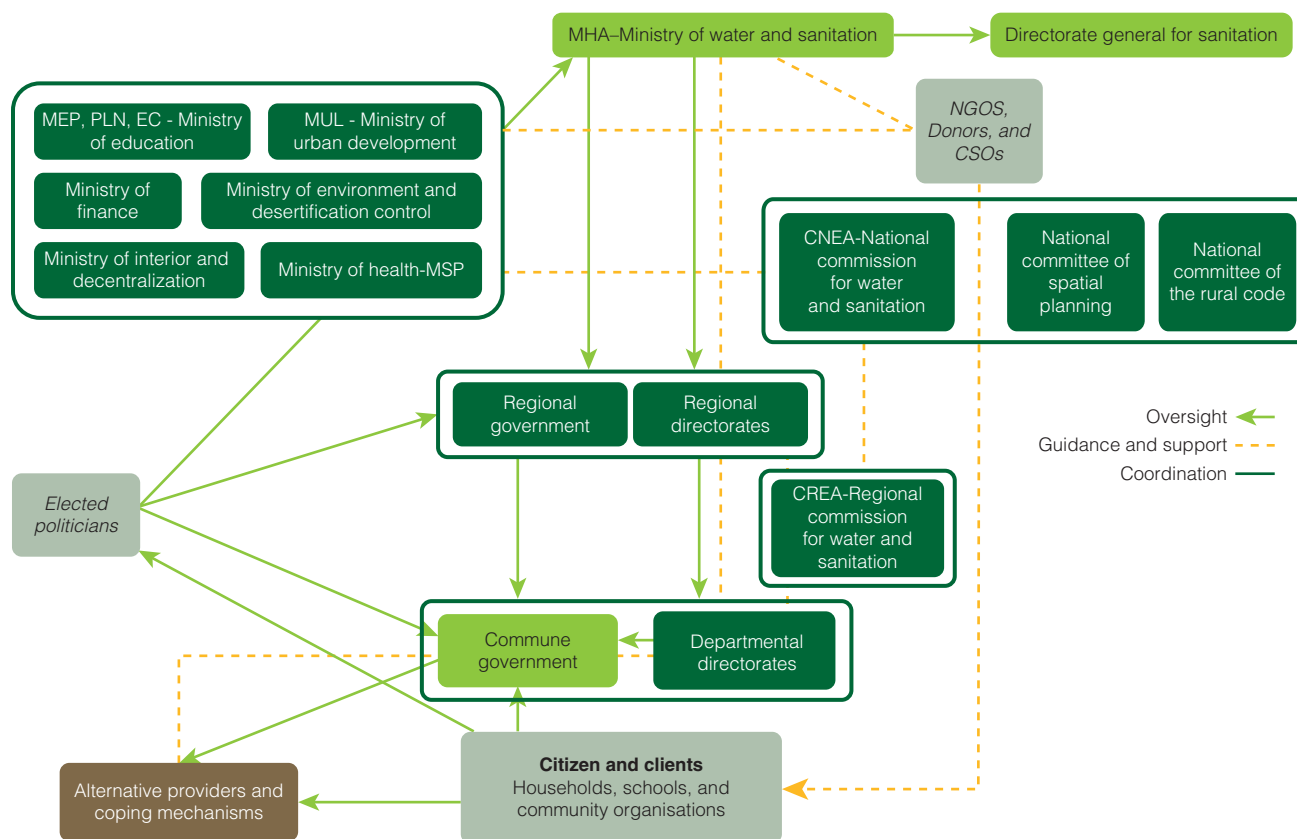 MHA–Ministry of water and sanitation
Directorate general for sanitation
MEP, PLN, EC - Ministry
of education
MUL - Ministry of
urban development
NGOS,
Donors, and
CSOs
Ministry of
finance
Ministry of environment and
desertification control
Ministry of interior and
decentralization
Ministry of health-MSP
CNEA-National
commission
for water
and sanitation
National
committee of
spatial
planning
National
committee of
the rural code
Regional
government
Regional
directorates
Oversight
Guidance and support
Coordination
Elected
politicians
CREA-Regional
commission
for water and
sanitation
Commune
government
Departmental
directorates
Citizen and clients
Households, schools, and
community organisations
Alternative providers and
coping mechanisms